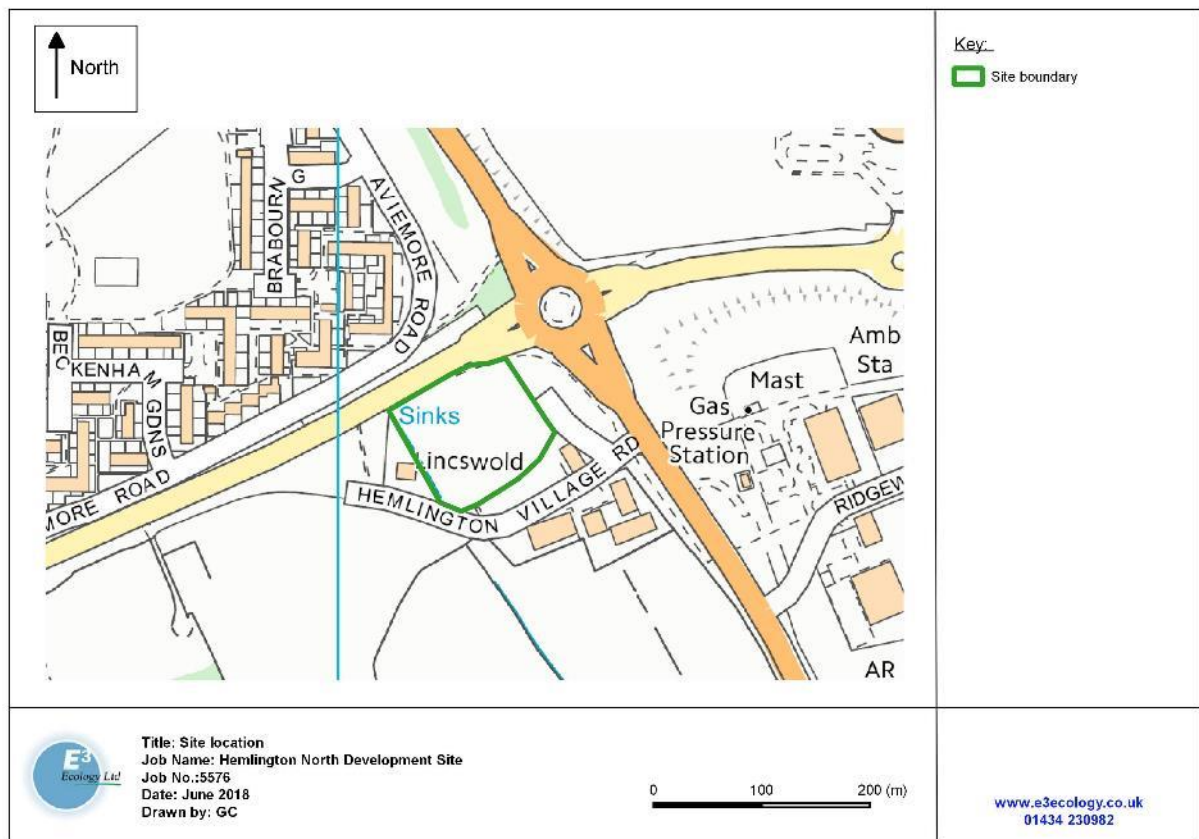 North
Key:
Site boundary
BRABOURN
G
AVIEMORE ROAD
BEC
KENHAM GDNS
MORE ROAD
Sinks
incswold
HEMLINGTON VILLAGE RD
Amb
Sta
Mast
Gas
Pressure
Station
RIDGEW
AR
E3
Ecology Ltd
Title: Site location
Job Name: Hemlington North Development Site
Job No.:5576
Date: June 2018
Drawn by: GC
0 100 200 (m)
www.e3ecology.co.uk
01434 230982